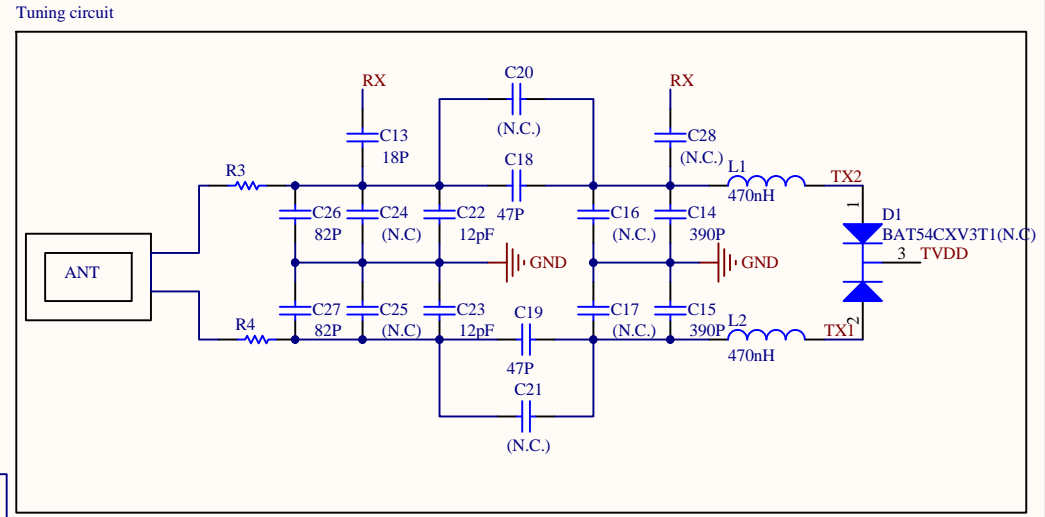 Tuning circuit
C20
(N.C.)
RX
RX
C13
18P
C28
(N.C.)
C18
47P
R3
L1
470nH
TX2
1
C26
82P
C24
(N.C)
C22
12pF
C16
(N.C.)
C14
390P
D1
BAT54CXV3T1(N.C)
3
TVDD
ANT
GND
GND
C27
82P
C25
(N.C)
C23
12pF
C19
47P
C17
(N.C.)
C15
390P
R4
L2
470nH
TX1
2
C21
(N.C.)